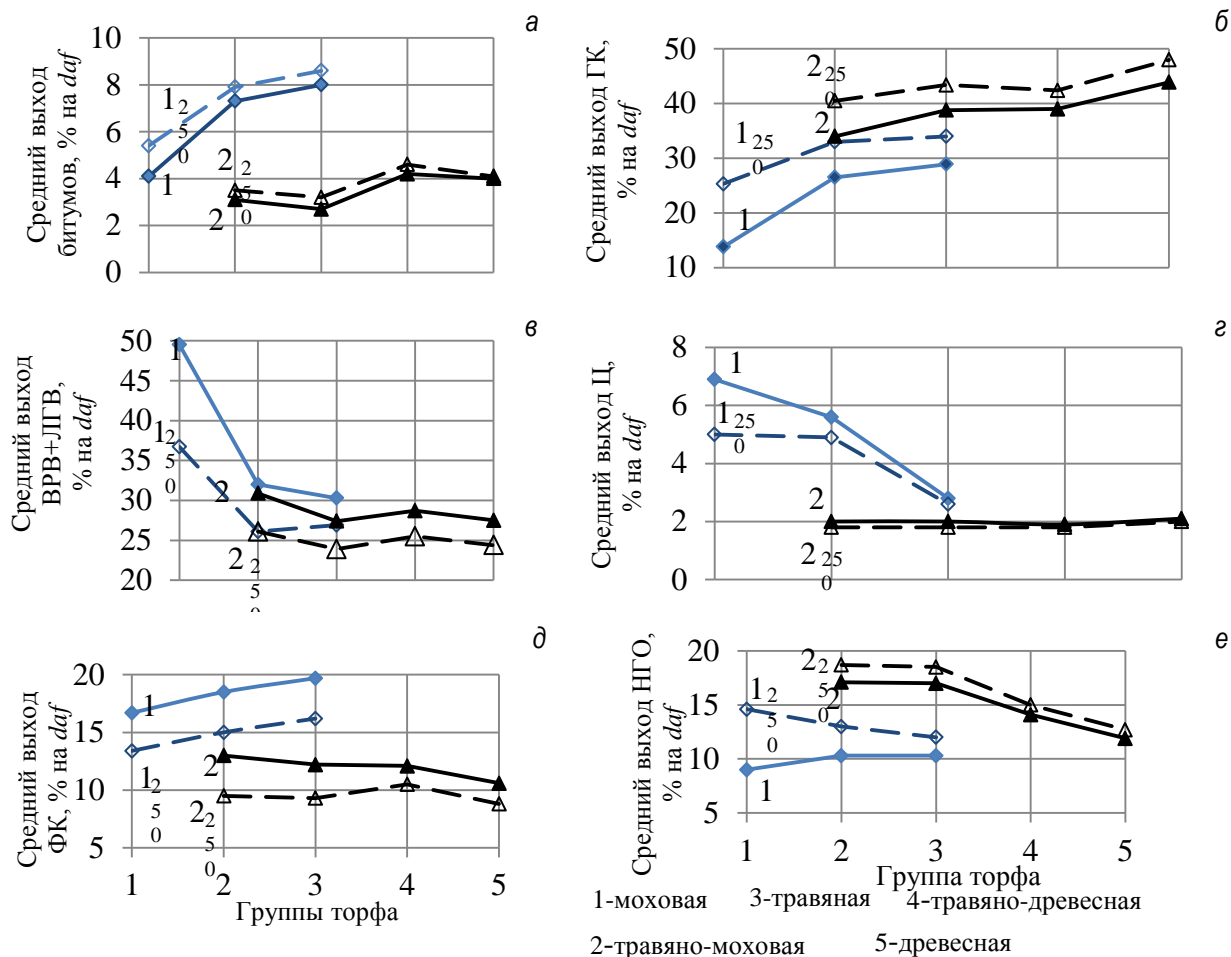 а
Средний выход
битумов, % на daf
10
8
6
4
2
0
1₂₅₀
1
2₂₅₀
2
б
Средний выход ГК,
% на daf
50
40
30
20
10
2₂₅₀
2
1₂₅₀
1
в
Средний выход
ВРВ+ЛГВ,
% на daf
50
45
40
35
30
25
20
1
1₂₅₀
2
2₂₅₀
г
Средний выход Ц,
% на daf
8
6
4
2
0
1
1₂₅₀
2
2₂₅₀
д
Средний выход
ФК, % на daf
20
15
10
5
1
1₂₅₀
2
2₂₅₀
1 2 3 4 5
Группы торфа
е
Средний выход НГО,
% на daf
20
15
10
5
2₂₅₀
2
1₂₅₀
1
1 2 3 4 5
Группа торфа
1-моховая 3-травяная 4-травяно-древесная
2-травяно-моховая 5-древесная